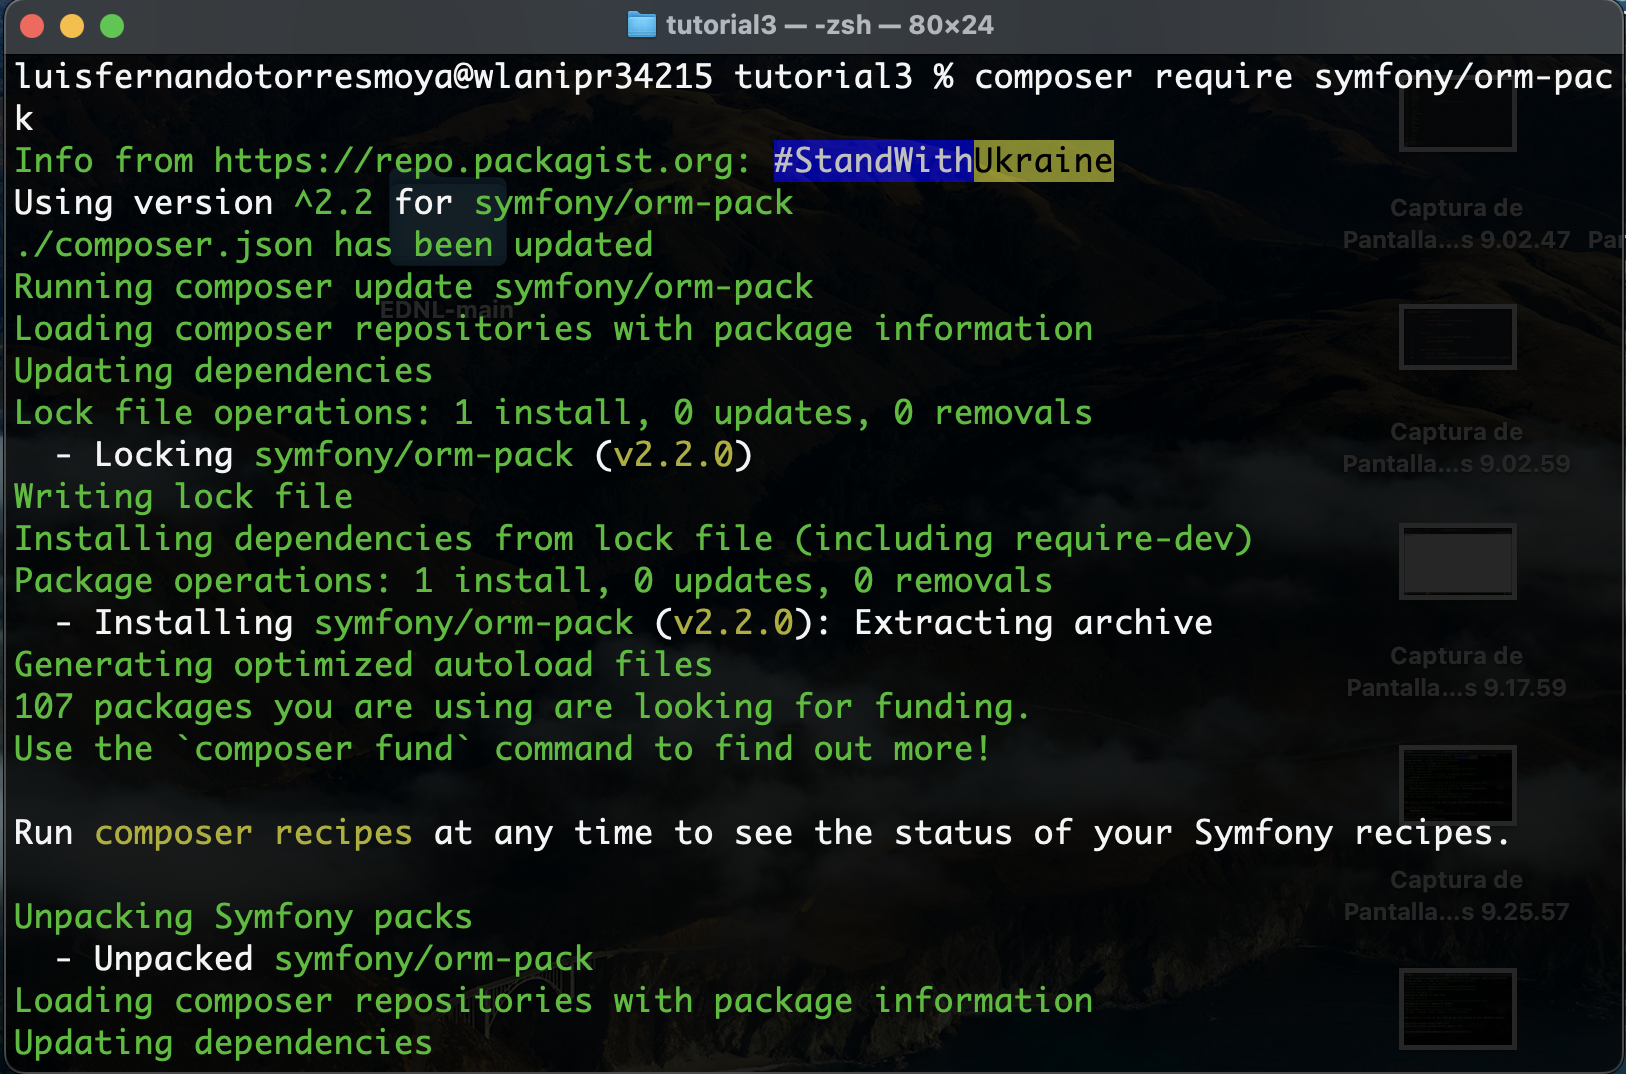 tutorial3 — -zsh — 80×24
luisfernandotorresmoya@wlanipr34215 tutorial3 % composer require symfony/orm-pac
k
Info from https://repo.packagist.org: #StandWithUkraine
Using version ^2.2 for symfony/orm-pack
./composer.json has been updated
Running composer update symfony/orm-pack
Loading composer repositories with package information
Updating dependencies
Lock file operations: 1 install, 0 updates, 0 removals
  - Locking symfony/orm-pack (v2.2.0)
Writing lock file
Installing dependencies from lock file (including require-dev)
Package operations: 1 install, 0 updates, 0 removals
  - Installing symfony/orm-pack (v2.2.0): Extracting archive
Generating optimized autoload files
107 packages you are using are looking for funding.
Use the `composer fund` command to find out more!
Run composer recipes at any time to see the status of your Symfony recipes.
Unpacking Symfony packs
  - Unpacked symfony/orm-pack
Loading composer repositories with package information
Updating dependencies
EDNL-main
Captura de
Pantalla...s 9.02.47
Captura de
Pantalla...s 9.02.59
Captura de
Pantalla...s 9.17.59
Captura de
Pantalla...s 9.25.57